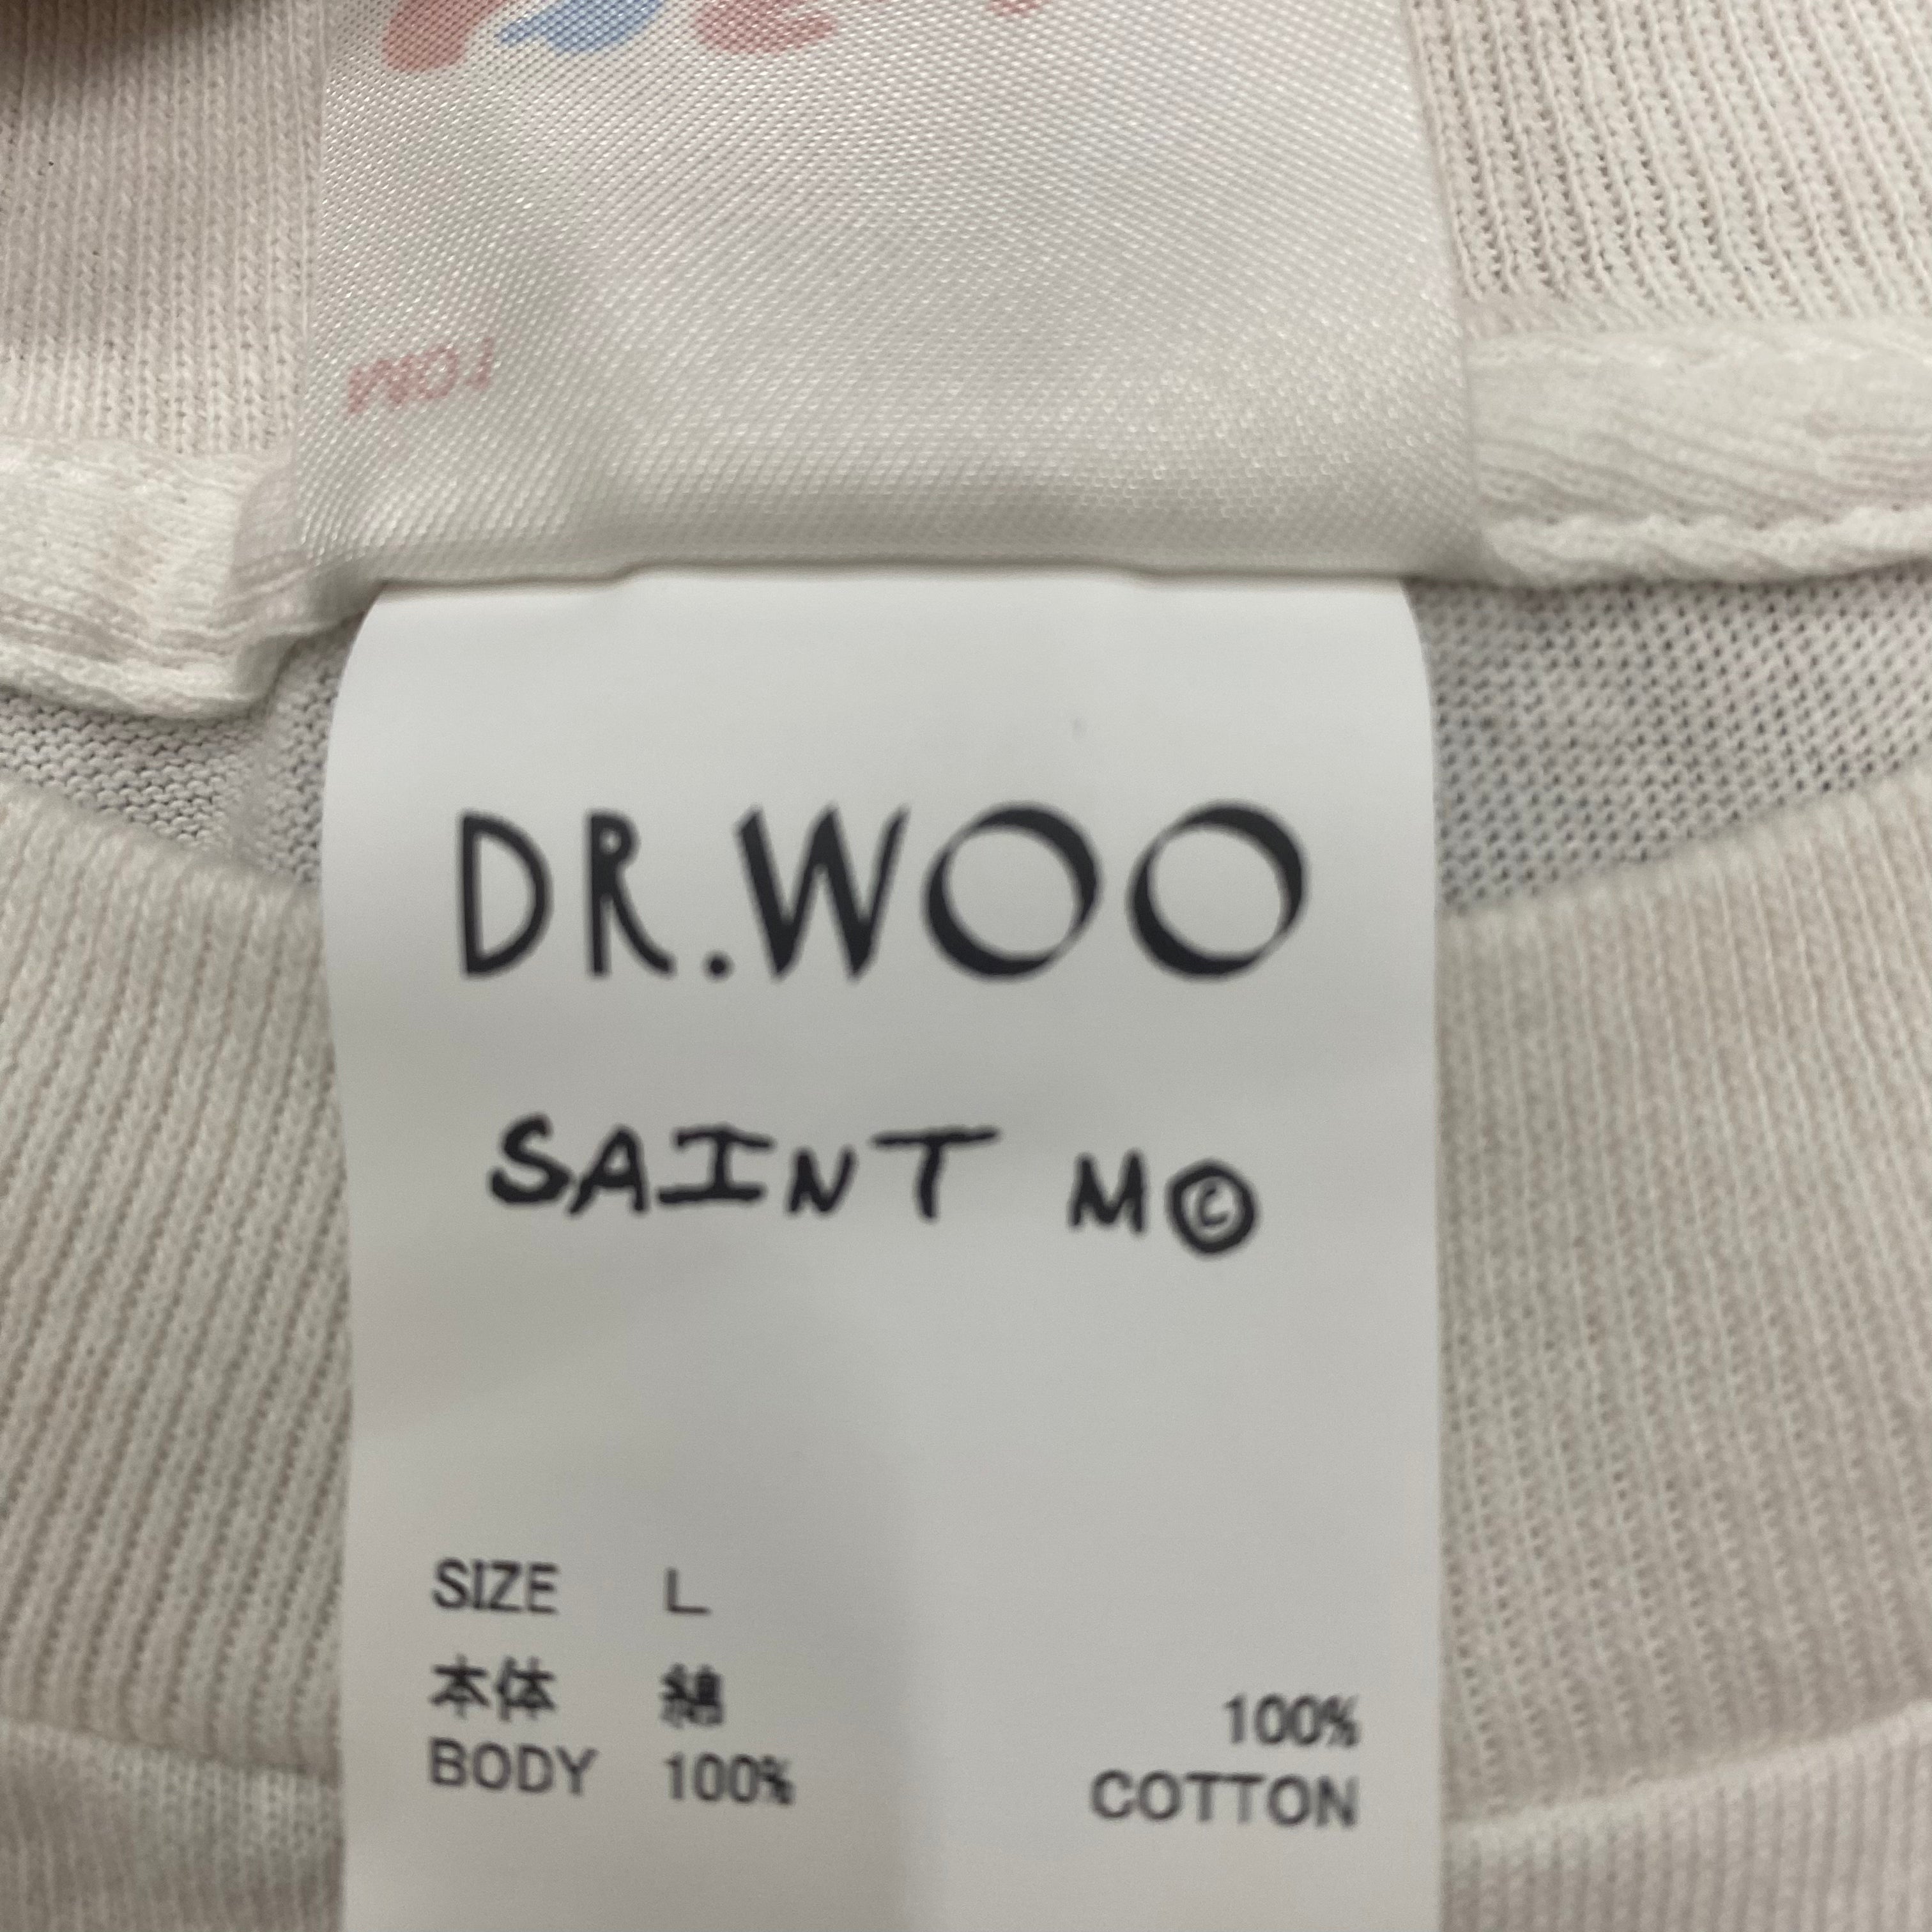 DR.WOO
SAINT M©
SIZE L
本体 綿 100%
BODY 100% COTTON